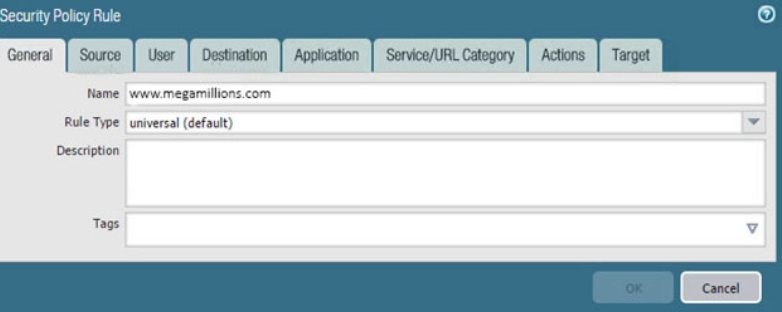 Security Policy Rule
General Source User Destination Application Service/URL Category Actions Target
Name www.megamillions.com
Rule Type universal (default)
Description
Tags
OK Cancel